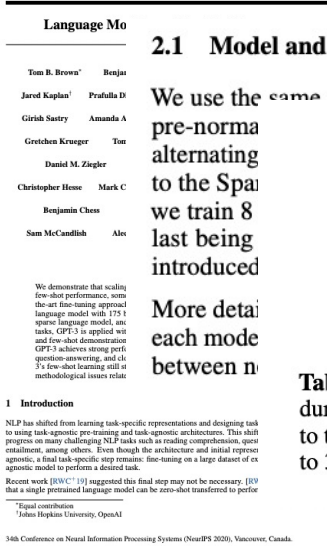 Language Mo
Tom B. Brown* Benja
Jared Kaplan† Prafulla D
Girish Sastry Amanda A
Gretchen Krueger Tom
Daniel M. Ziegler
Christopher Hesse Mark C
Benjamin Chess
Sam McCandlish Alec
We demonstrate that scaling
few-shot performance, some
the-art fine-tuning approach
language model with 175 b
sparse language model, and
tasks, GPT-3 is applied wit
and few-shot demonstration
GPT-3 achieves strong perfo
question-answering, and clo
3's few-shot learning still st
methodological issues relate
1 Introduction
NLP has shifted from learning task-specific representations and designing task
to using task-agnostic pre-training and task-agnostic architectures. This shift
progress on many challenging NLP tasks such as reading comprehension, quest
entailment, among others. Even though the architecture and initial represer
agnostic, a final task-specific step remains: fine-tuning on a large dataset of ex
agnostic model to perform a desired task.
Recent work [RWC+19] suggested this final step may not be necessary. [RW
that a single pretrained language model can be zero-shot transferred to perfor
*Equal contribution
†Johns Hopkins University, OpenAI
34th Conference on Neural Information Processing Systems (NeurIPS 2020), Vancouver, Canada.
2.1 Model and
We use the same
pre-norma
alternating
to the Spar
we train 8
last being
introduced
More detai
each mode
between n
Tab
dur
to t
to 3